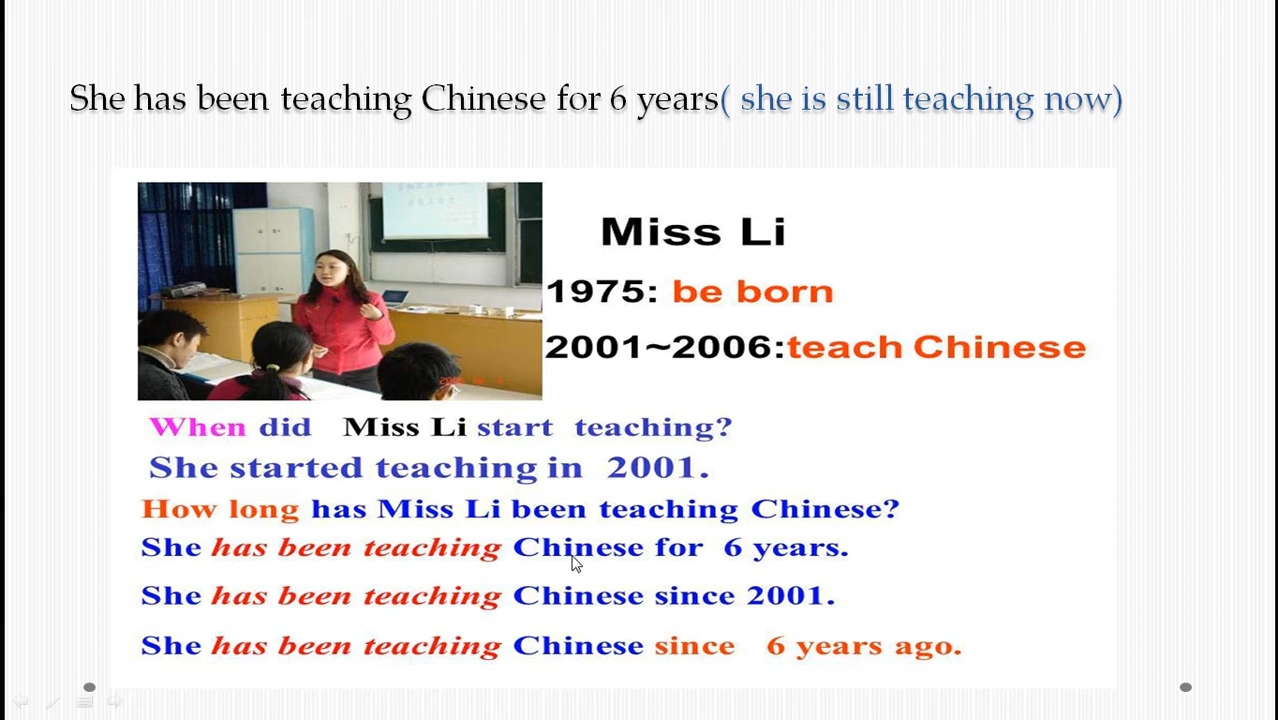 She has been teaching Chinese for 6 years( she is still teaching now)
Miss Li
1975: be born
2001~2006:teach Chinese
When did Miss Li start teaching?
She started teaching in 2001.
How long has Miss Li been teaching Chinese?
She has been teaching Chinese for 6 years.
She has been teaching Chinese since 2001.
She has been teaching Chinese since 6 years ago.